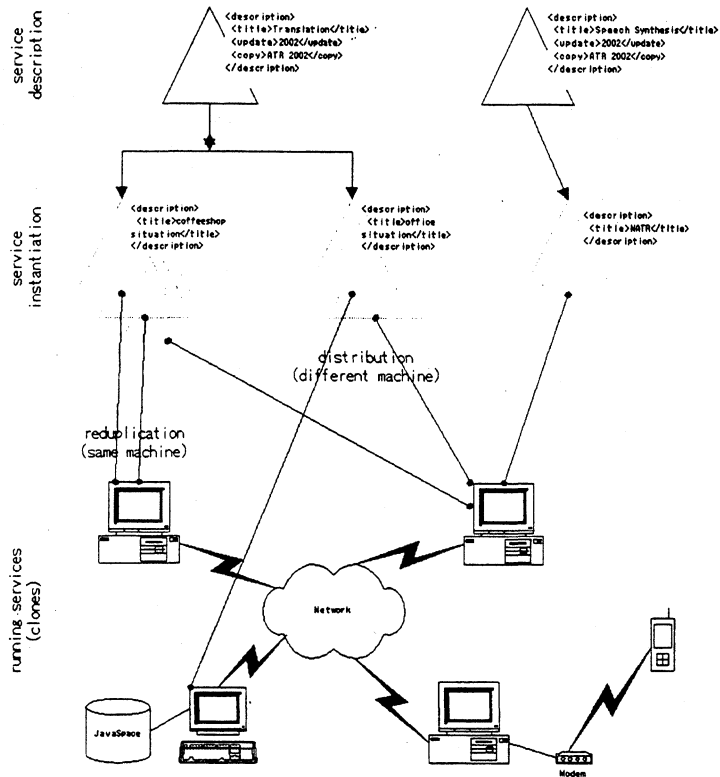 service
description
<description>
<title>Translation</title>
<update>2002</update>
<copy>ATR 2002</copy>
</description>
<description>
<title>Speech Synthesis</title>
<update>2002</update>
<copy>ATR 2002</copy>
</description>
service
instantiation
<description>
<title>coffeeshop
situation</title>
</description>
<description>
<title>office
situation</title>
</description>
<description>
<title>NATR</title>
</description>
distribution
(different machine)
reduplication
(same machine)
running services
(clones)
Network
JavaSpace
Modem